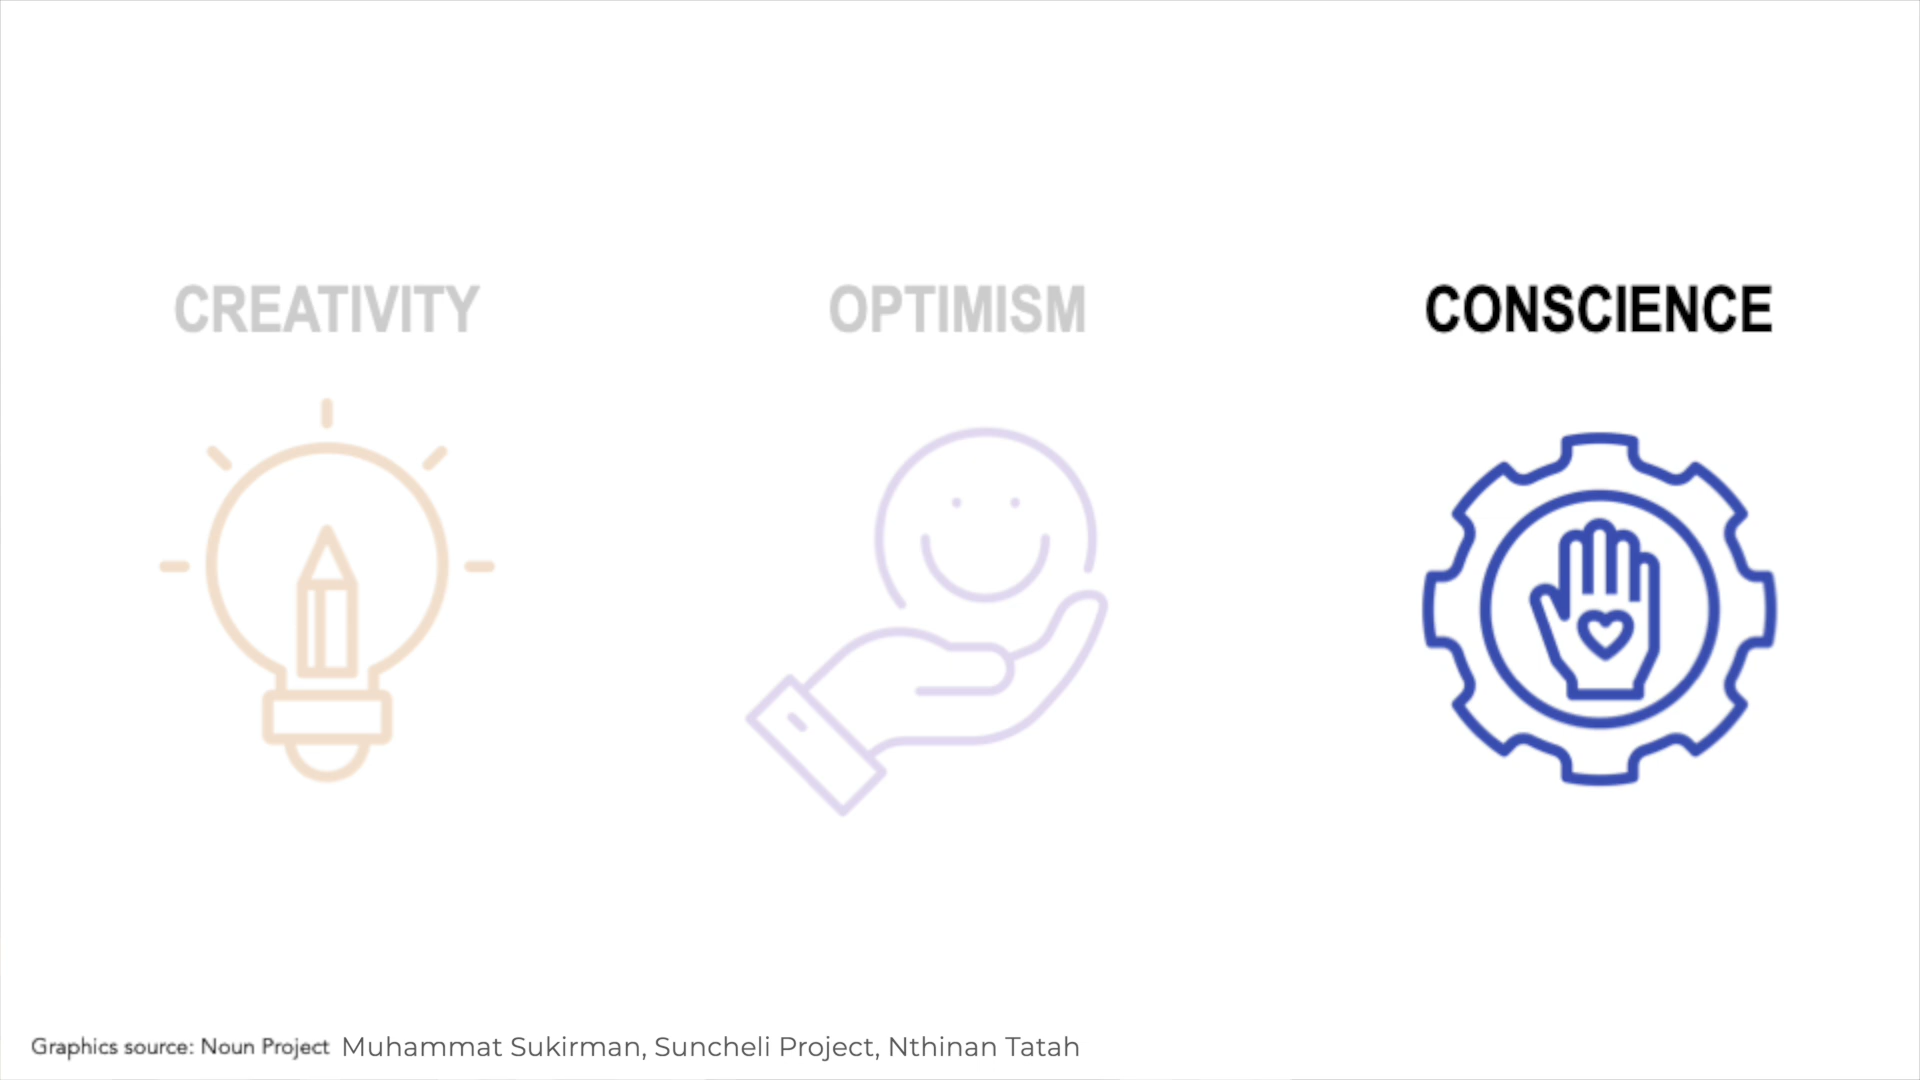 CREATIVITY
OPTIMISM
CONSCIENCE
Graphics source: Noun Project Muhammat Sukirman, Suncheli Project, Nthinan Tatah